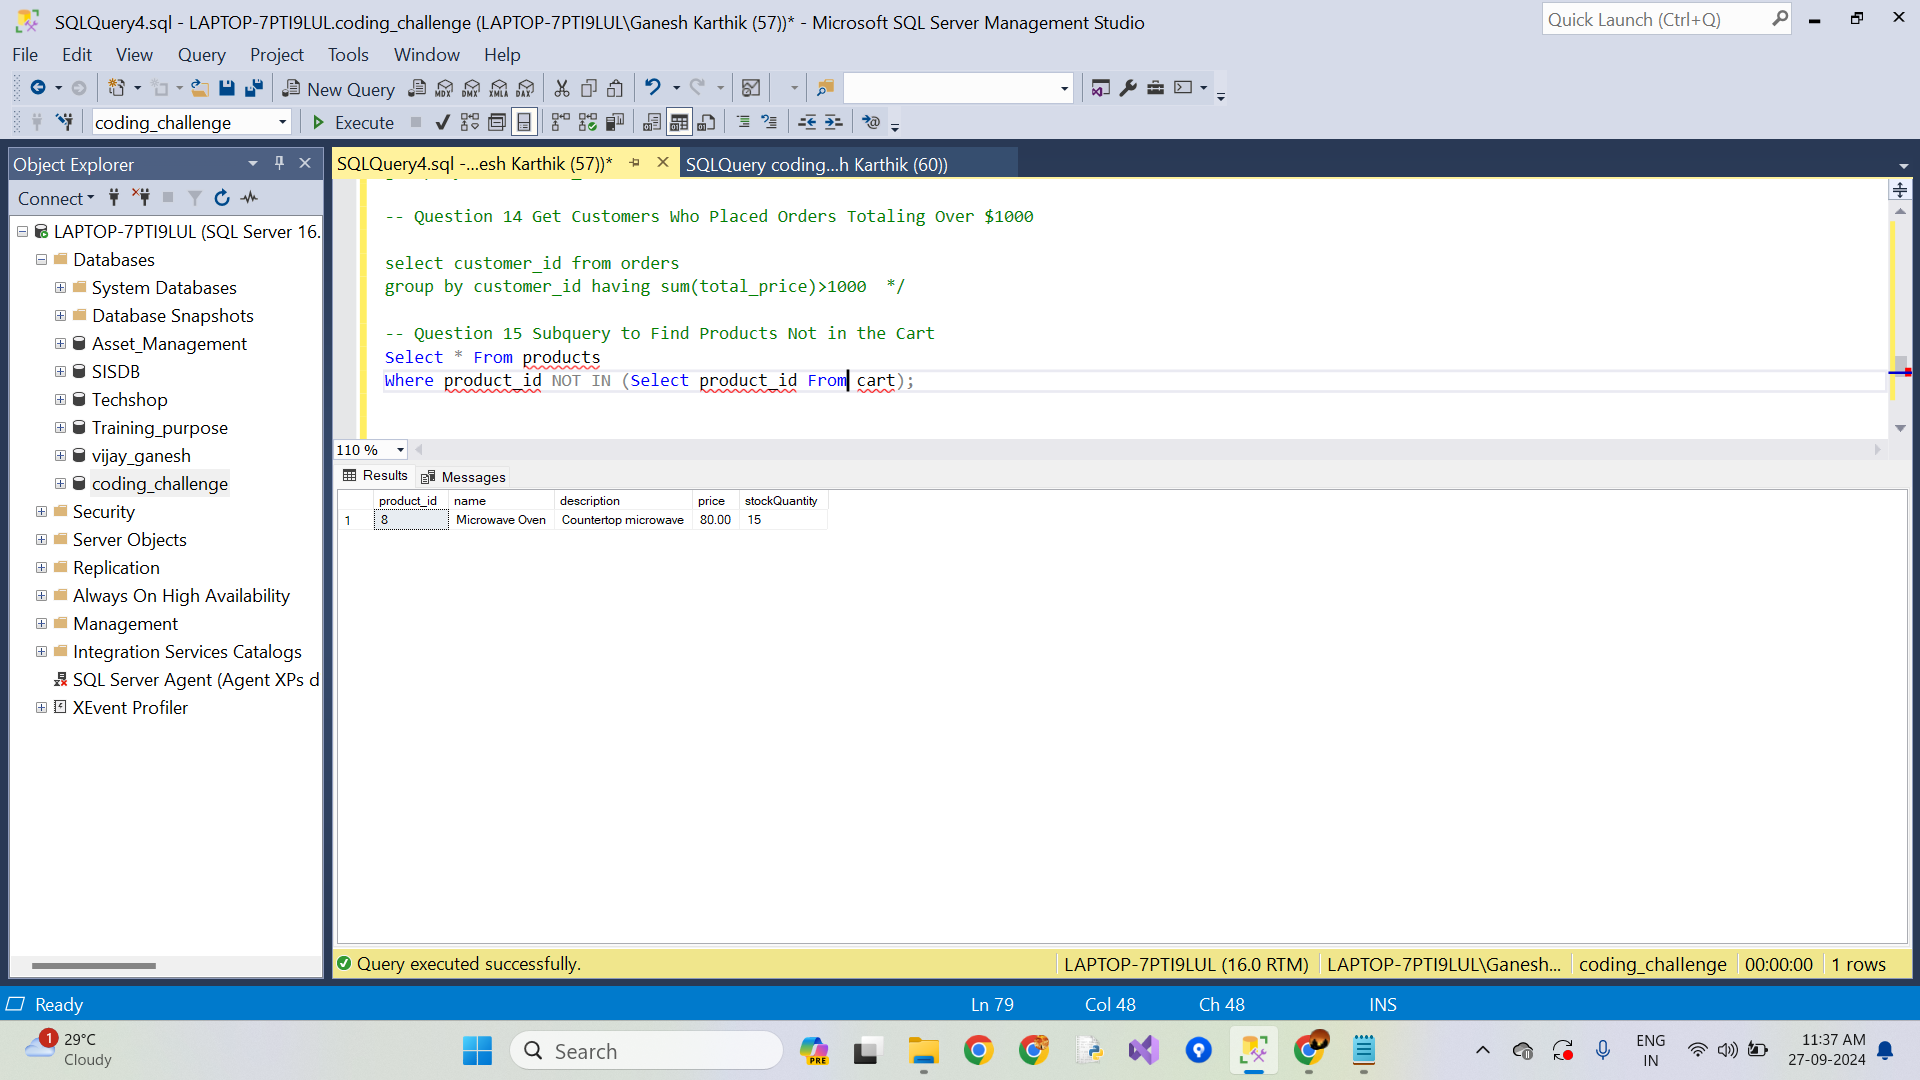 SQLQuery4.sql - LAPTOP-7PTI9LUL.coding_challenge (LAPTOP-7PTI9LUL\Ganesh Karthik (57))* - Microsoft SQL Server Management Studio
Quick Launch (Ctrl+Q)
File Edit View Query Project Tools Window Help
New Query MDX DMX XMLA DAX
coding_challenge Execute
Object Explorer
SQLQuery4.sql -...esh Karthik (57))*
SQLQuery coding...h Karthik (60))
Connect
LAPTOP-7PTI9LUL (SQL Server 16.
Databases
System Databases
Database Snapshots
Asset_Management
SISDB
Techshop
Training_purpose
vijay_ganesh
coding_challenge
Security
Server Objects
Replication
Always On High Availability
Management
Integration Services Catalogs
SQL Server Agent (Agent XPs d
XEvent Profiler
-- Question 14 Get Customers Who Placed Orders Totaling Over $1000
select customer_id from orders
group by customer_id having sum(total_price)>1000  */
-- Question 15 Subquery to Find Products Not in the Cart
Select * From products
Where product_id NOT IN (Select product_id From cart);
110 %
Results Messages
product_id name description price stockQuantity
1 8 Microwave Oven Countertop microwave 80.00 15
Query executed successfully.
LAPTOP-7PTI9LUL (16.0 RTM) LAPTOP-7PTI9LUL\Ganesh... coding_challenge 00:00:00 1 rows
Ready Ln 79 Col 48 Ch 48 INS
1
29°C
Cloudy
Search
PRE
ENG
IN
11:37 AM
27-09-2024